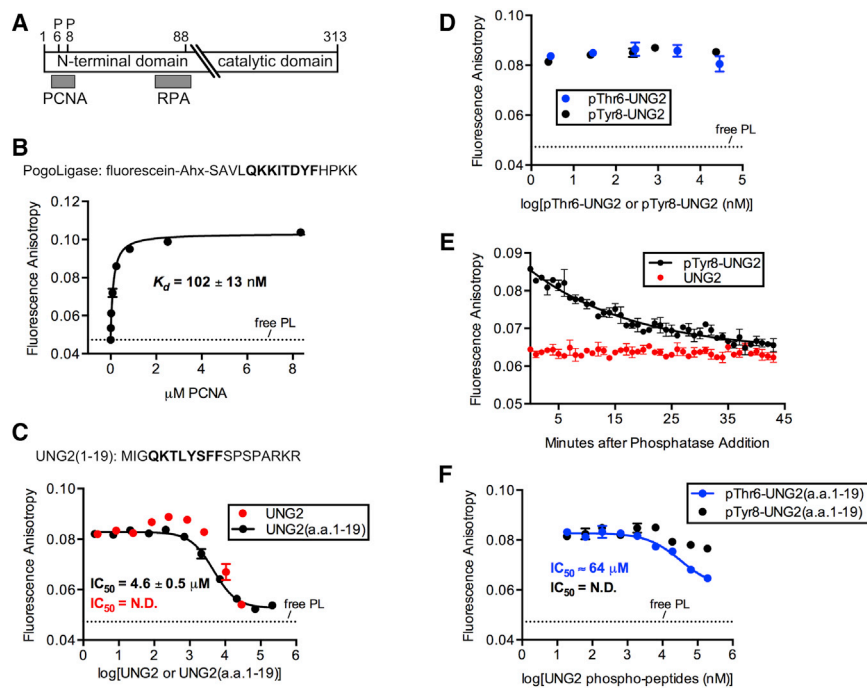 A
P P
1 6 8 88 313
N-terminal domain catalytic domain
PCNA RPA
B
PogoLigase: fluorescein-Ahx-SAVLQKKITDYFHPKK
Fluorescence Anisotropy
0.12
0.10
0.08
0.06
0.04
Kd = 102 ± 13 nM
free PL
0 2 4 6 8
μM PCNA
C
UNG2(1-19): MIGQKTLYSFFSPSPARKR
Fluorescence Anisotropy
0.10
0.08
0.06
0.04
UNG2
UNG2(a.a.1-19)
IC50 = 4.6 ± 0.5 μM
IC50 = N.D.
free PL
0 1 2 3 4 5 6
log[UNG2 or UNG2(a.a.1-19)]
D
Fluorescence Anisotropy
0.10
0.08
0.06
0.04
pThr6-UNG2
pTyr8-UNG2
free PL
0 1 2 3 4 5
log[pThr6-UNG2 or pTyr8-UNG2 (nM)]
E
Fluorescence Anisotropy
0.09
0.08
0.07
0.06
0.05
pTyr8-UNG2
UNG2
5 15 25 35 45
Minutes after Phosphatase Addition
F
Fluorescence Anisotropy
0.10
0.08
0.06
0.04
pThr6-UNG2(a.a.1-19)
pTyr8-UNG2(a.a.1-19)
IC50 ≈ 64 μM
IC50 = N.D.
free PL
0 1 2 3 4 5 6
log[UNG2 phospho-peptides (nM)]